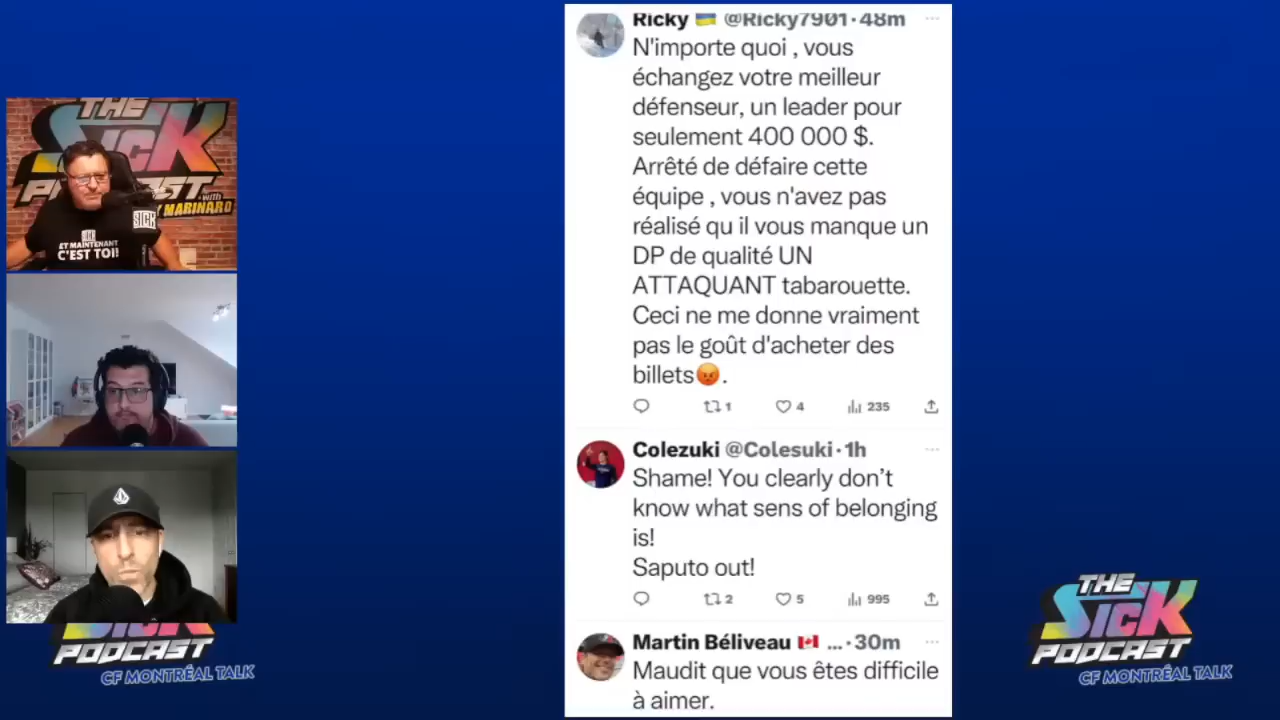 THE
SICK
PODCAST
with
Y MARINARO
SICK
ET MAINTENANT
C'EST TOI!
PODCAST
CF MONTRÉAL TALK
Ricky 🇺🇦 @Ricky7901 · 48m
N'importe quoi , vous
échangez votre meilleur
défenseur, un leader pour
seulement 400 000 $.
Arrêté de défaire cette
équipe , vous n'avez pas
réalisé qu il vous manque un
DP de qualité UN
ATTAQUANT tabarouette.
Ceci ne me donne vraiment
pas le goût d'acheter des
billets😡.
1 4 235
Colezuki @Colesuki · 1h
Shame! You clearly don't
know what sens of belonging
is!
Saputo out!
2 5 995
Martin Béliveau 🇨🇦 ... · 30m
Maudit que vous êtes difficile
à aimer.
THE
SICK
PODCAST
CF MONTRÉAL TALK